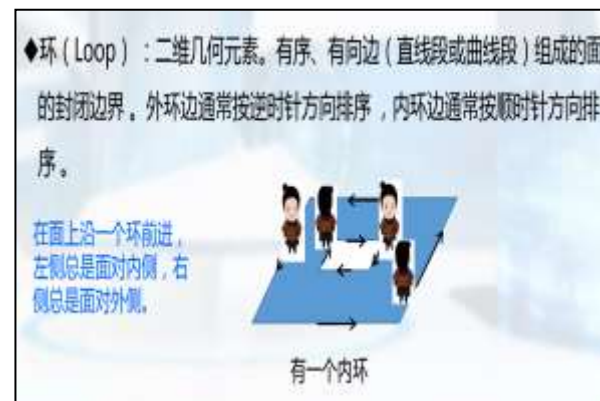 ◆环（Loop）：二维几何元素。有序、有向边（直线段或曲线段）组成的面
的封闭边界。外环边通常按逆时针方向排序，内环边通常按顺时针方向排
序。
在面上沿一个环前进，
左侧总是面对内侧，右
侧总是面对外侧。
有一个内环